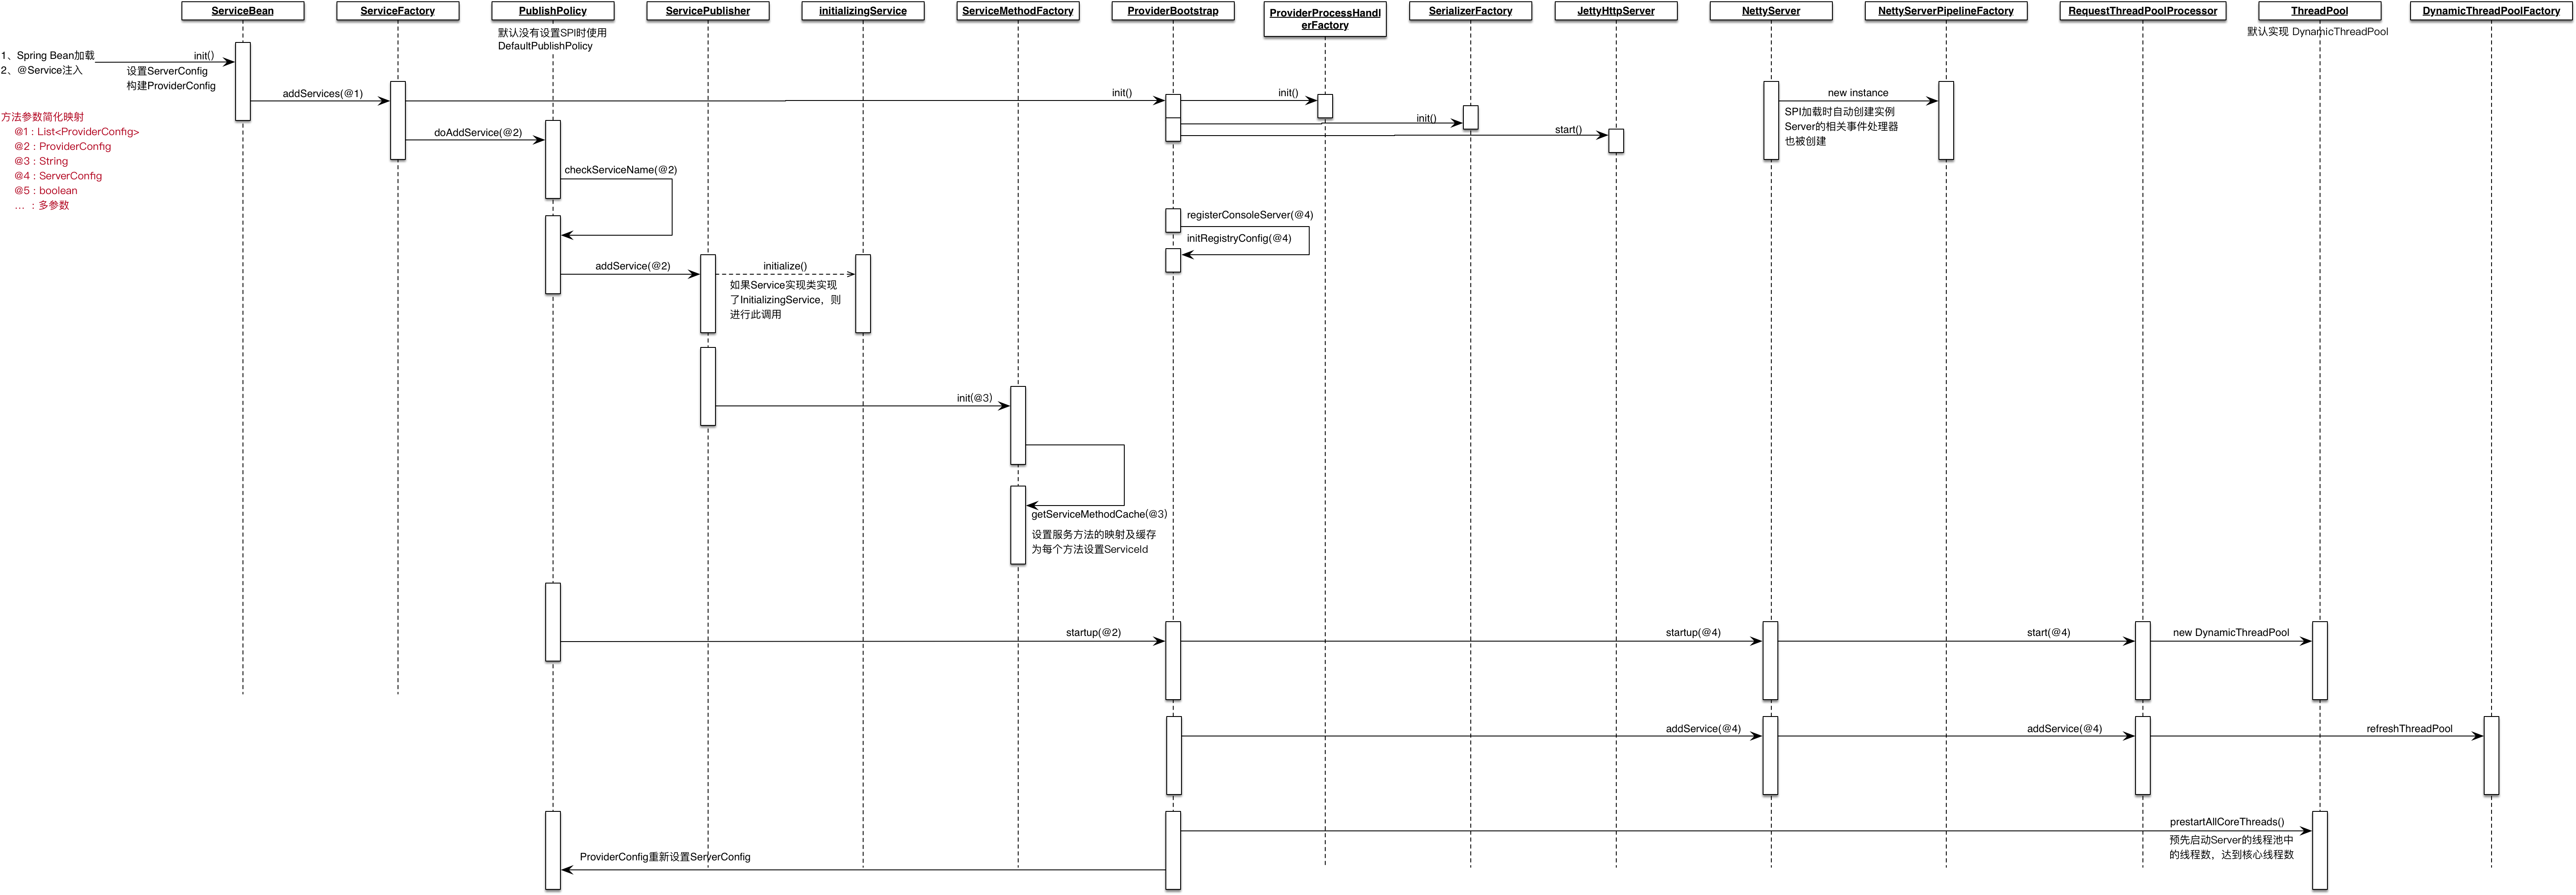 ServiceBean
ServiceFactory
PublishPolicy
ServicePublisher
initializingService
ServiceMethodFactory
ProviderBootstrap
ProviderProcessHandl
erFactory
SerializerFactory
JettyHttpServer
NettyServer
NettyServerPipelineFactory
RequestThreadPoolProcessor
ThreadPool
DynamicThreadPoolFactory
默认没有设置SPI时使用
DefaultPublishPolicy
默认实现 DynamicThreadPool
1、Spring Bean加载
2、@Service注入
init()
设置ServerConfig
构建ProviderConfig
addServices(@1)
init()
init()
new instance
SPI加载时自动创建实例
Server的相关事件处理器
也被创建
方法参数简化映射
@1 : List<ProviderConfig>
@2 : ProviderConfig
@3 : String
@4 : ServerConfig
@5 : boolean
... : 多参数
doAddService(@2)
init()
start()
checkServiceName(@2)
registerConsoleServer(@4)
initRegistryConfig(@4)
addService(@2)
initialize()
如果Service实现类实现
了InitializingService，则
进行此调用
init(@3)
getServiceMethodCache(@3)
设置服务方法的映射及缓存
为每个方法设置ServiceId
startup(@2)
startup(@4)
start(@4)
new DynamicThreadPool
addService(@4)
addService(@4)
refreshThreadPool
prestartAllCoreThreads()
预先启动Server的线程池中
的线程数，达到核心线程数
ProviderConfig重新设置ServerConfig